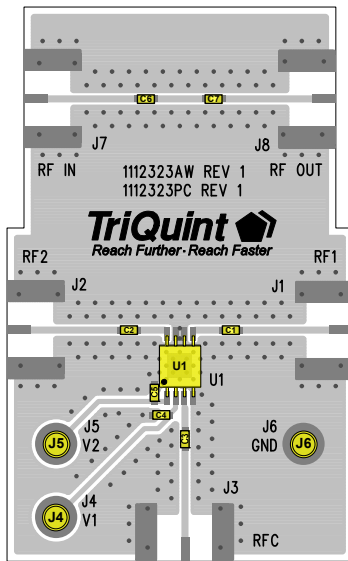 C6 C7
J7 J8
RF IN 1112323AW REV 1 RF OUT
1112323PC REV 1
TriQuint
Reach Further·Reach Faster
RF2 RF1
J2 J1
C2 C1
U1
U1
C5
C4
J5
J5
V2
C3
J6
GND
J6
J4
J4
V1
J3
RFC